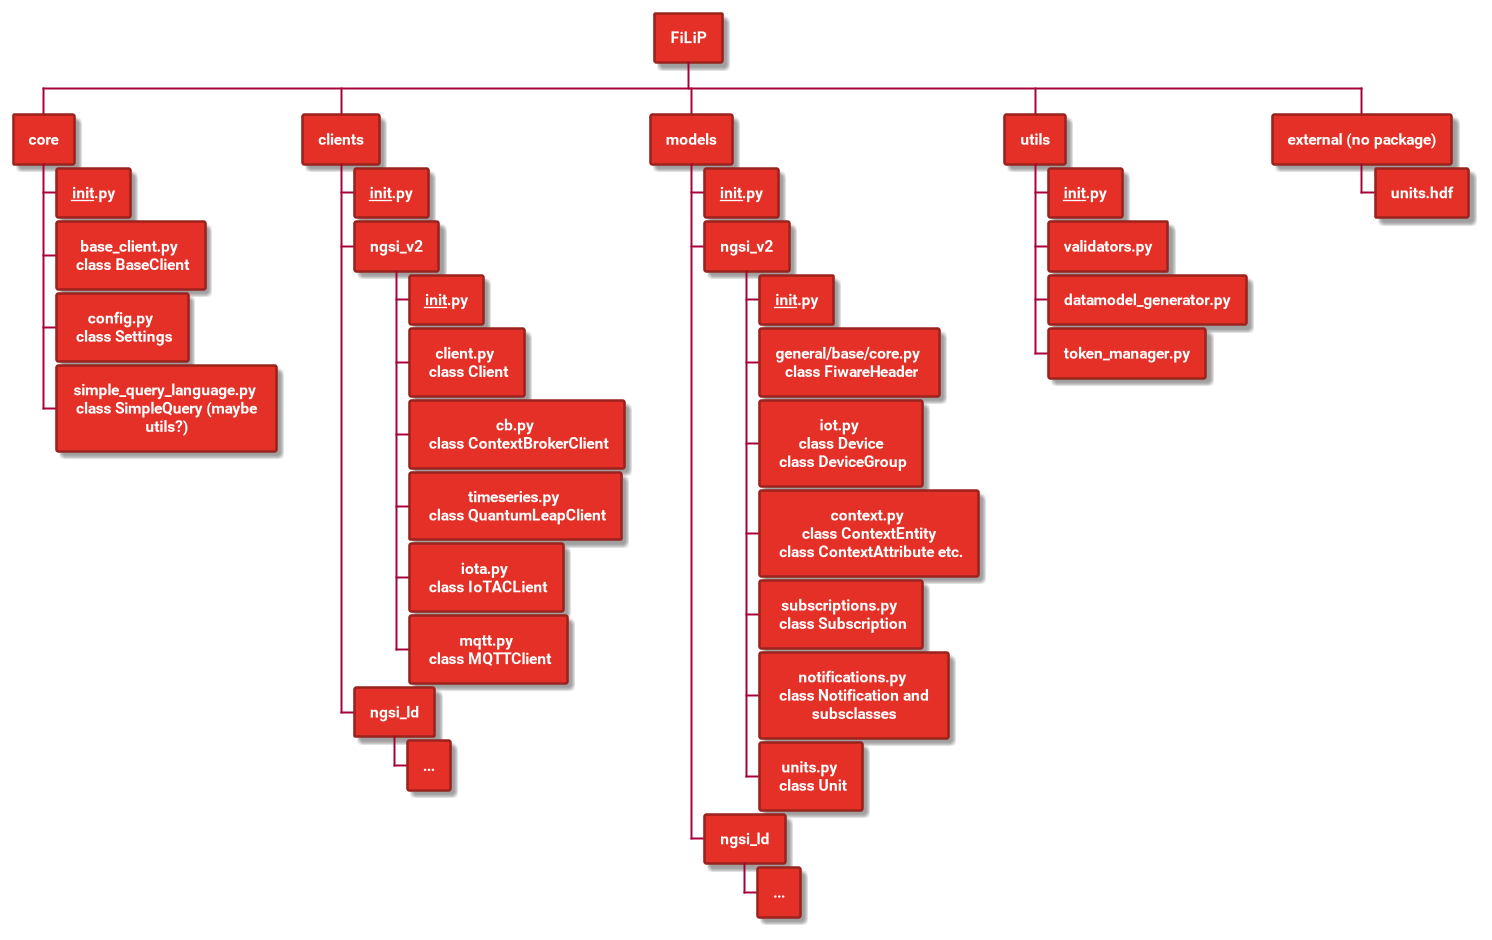 FiLiP
core
init.py
base_client.py
class BaseClient
config.py
class Settings
simple_query_language.py
class SimpleQuery (maybe
utils?)
clients
init.py
ngsi_v2
init.py
client.py
class Client
cb.py
class ContextBrokerClient
timeseries.py
class QuantumLeapClient
iota.py
class IoTACLient
mqtt.py
class MQTTClient
ngsi_ld
...
models
init.py
ngsi_v2
init.py
general/base/core.py
class FiwareHeader
iot.py
class Device
class DeviceGroup
context.py
class ContextEntity
class ContextAttribute etc.
subscriptions.py
class Subscription
notifications.py
class Notification and
subsclasses
units.py
class Unit
ngsi_ld
...
utils
init.py
validators.py
datamodel_generator.py
token_manager.py
external (no package)
units.hdf